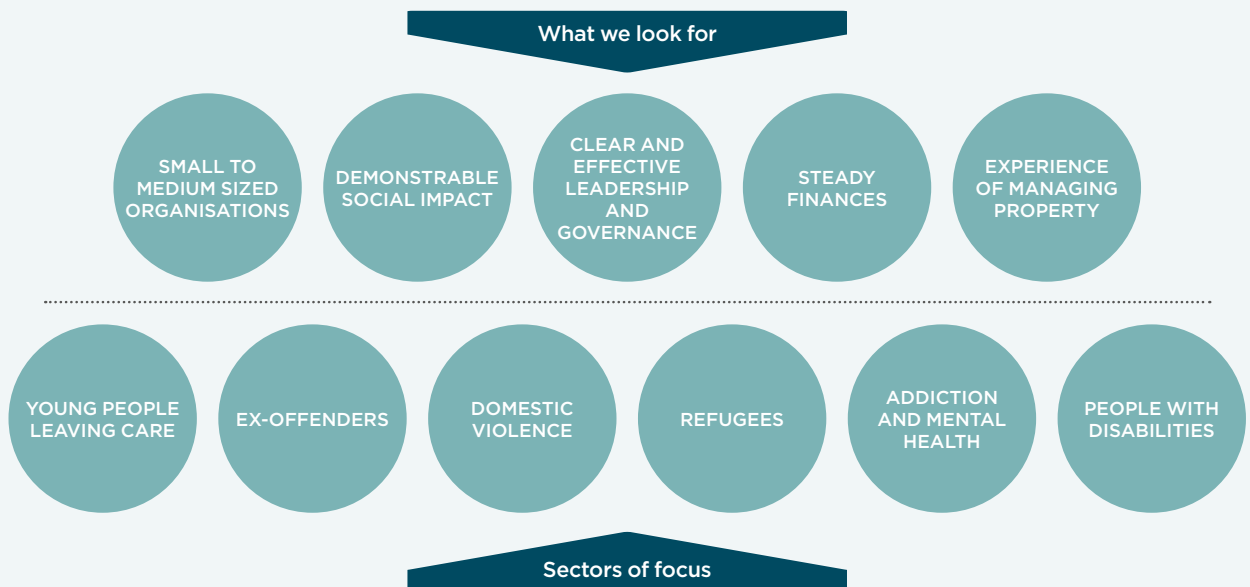 What we look for
SMALL TO
MEDIUM SIZED
ORGANISATIONS
DEMONSTRABLE
SOCIAL IMPACT
CLEAR AND
EFFECTIVE
LEADERSHIP
AND
GOVERNANCE
STEADY
FINANCES
EXPERIENCE
OF MANAGING
PROPERTY
YOUNG PEOPLE
LEAVING CARE
EX-OFFENDERS
DOMESTIC
VIOLENCE
REFUGEES
ADDICTION
AND MENTAL
HEALTH
PEOPLE WITH
DISABILITIES
Sectors of focus